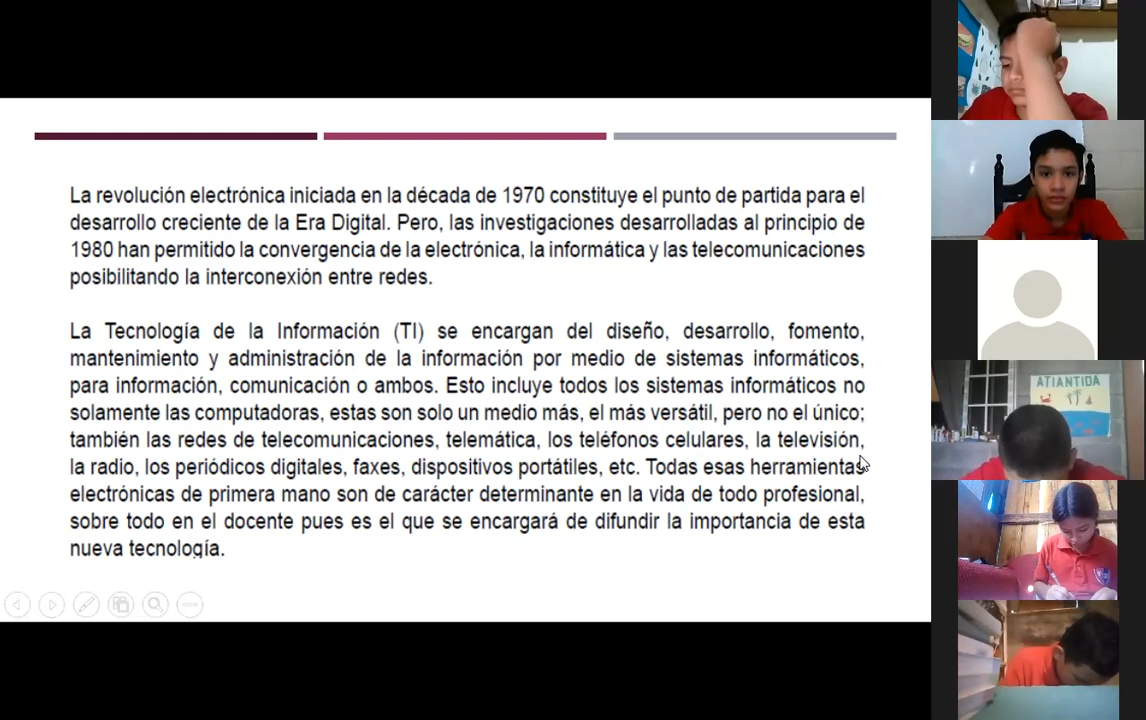 La revolución electrónica iniciada en la década de 1970 constituye el punto de partida para el
desarrollo creciente de la Era Digital. Pero, las investigaciones desarrolladas al principio de
1980 han permitido la convergencia de la electrónica, la informática y las telecomunicaciones
posibilitando la interconexión entre redes.
La Tecnología de la Información (TI) se encargan del diseño, desarrollo, fomento,
mantenimiento y administración de la información por medio de sistemas informáticos,
para información, comunicación o ambos. Esto incluye todos los sistemas informáticos no
solamente las computadoras, estas son solo un medio más, el más versátil, pero no el único;
también las redes de telecomunicaciones, telemática, los teléfonos celulares, la televisión,
la radio, los periódicos digitales, faxes, dispositivos portátiles, etc. Todas esas herramientas
electrónicas de primera mano son de carácter determinante en la vida de todo profesional,
sobre todo en el docente pues es el que se encargará de difundir la importancia de esta
nueva tecnología.
ATLANTIDA